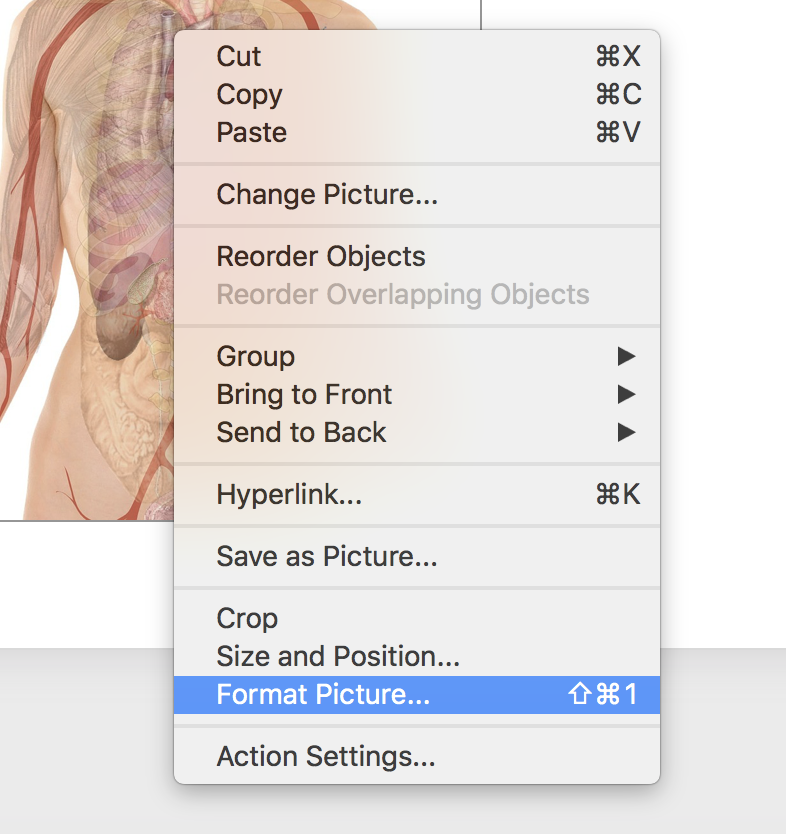 Cut ⌘X
Copy ⌘C
Paste ⌘V
Change Picture...
Reorder Objects
Reorder Overlapping Objects
Group ▶
Bring to Front ▶
Send to Back ▶
Hyperlink... ⌘K
Save as Picture...
Crop
Size and Position...
Format Picture... ⇧⌘1
Action Settings...